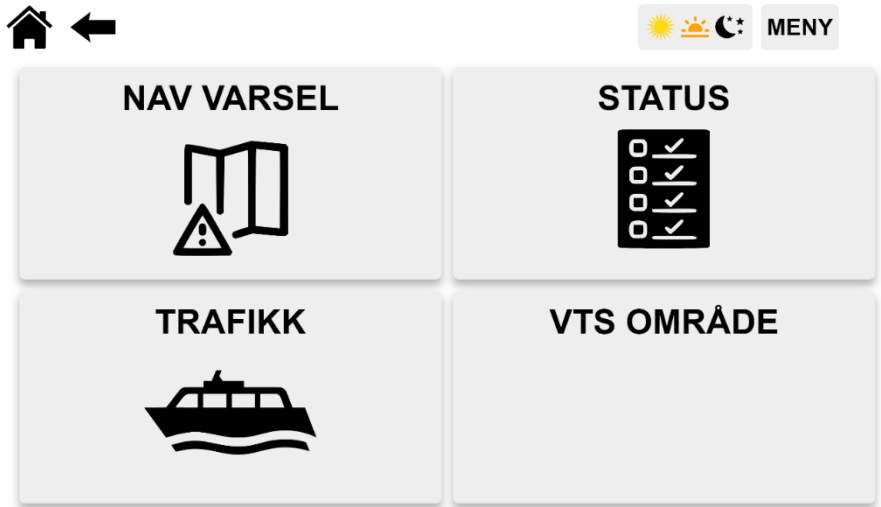 MENY
NAV VARSEL
STATUS
TRAFIKK
VTS OMRÅDE